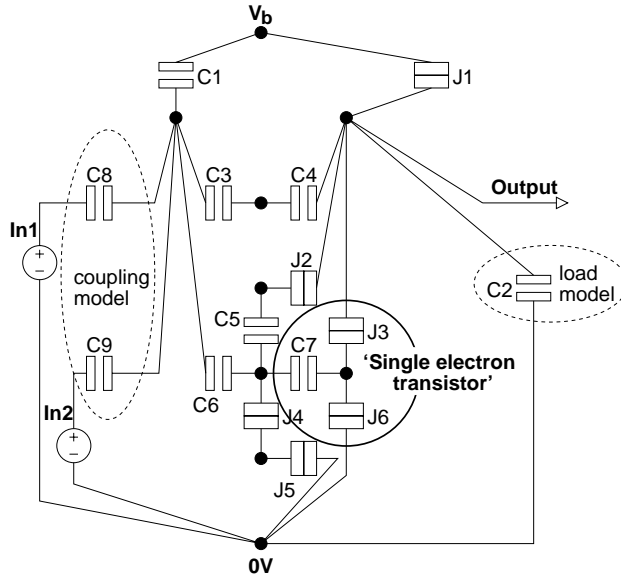 Vb
C1
J1
C8
C3
C4
Output
In1
+
−
coupling
model
J2
C2
load
model
C5
J3
C9
C7
‘Single electron
transistor’
C6
J4
J6
In2
+
−
J5
0V